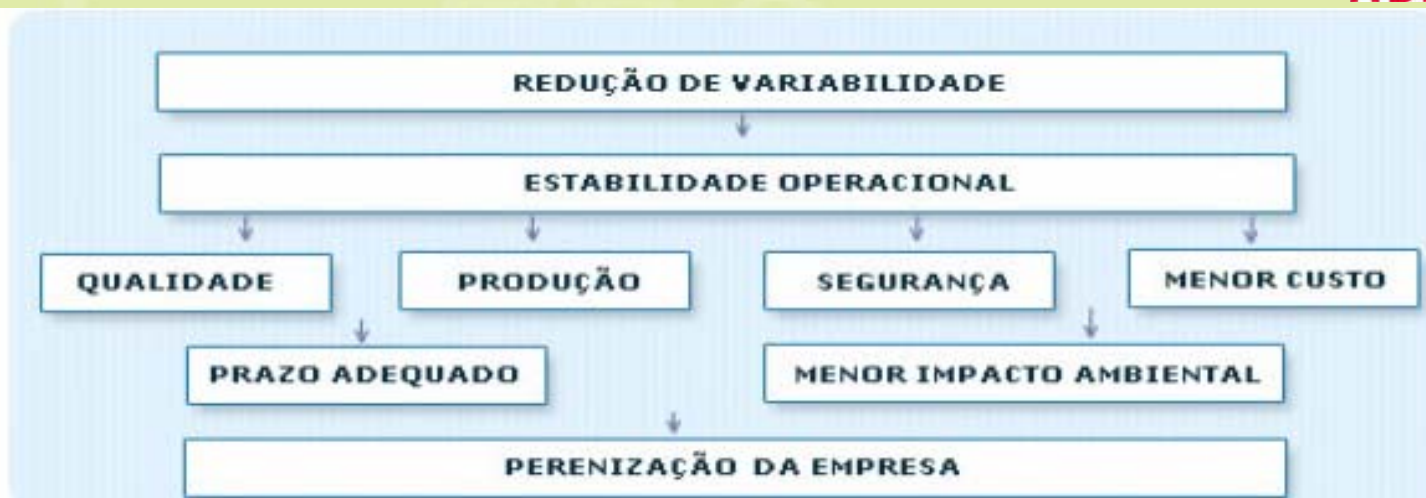 REDUÇÃO DE VARIABILIDADE
ESTABILIDADE OPERACIONAL
QUALIDADE
PRODUÇÃO
SEGURANÇA
MENOR CUSTO
PRAZO ADEQUADO
MENOR IMPACTO AMBIENTAL
PERENIZAÇÃO DA EMPRESA